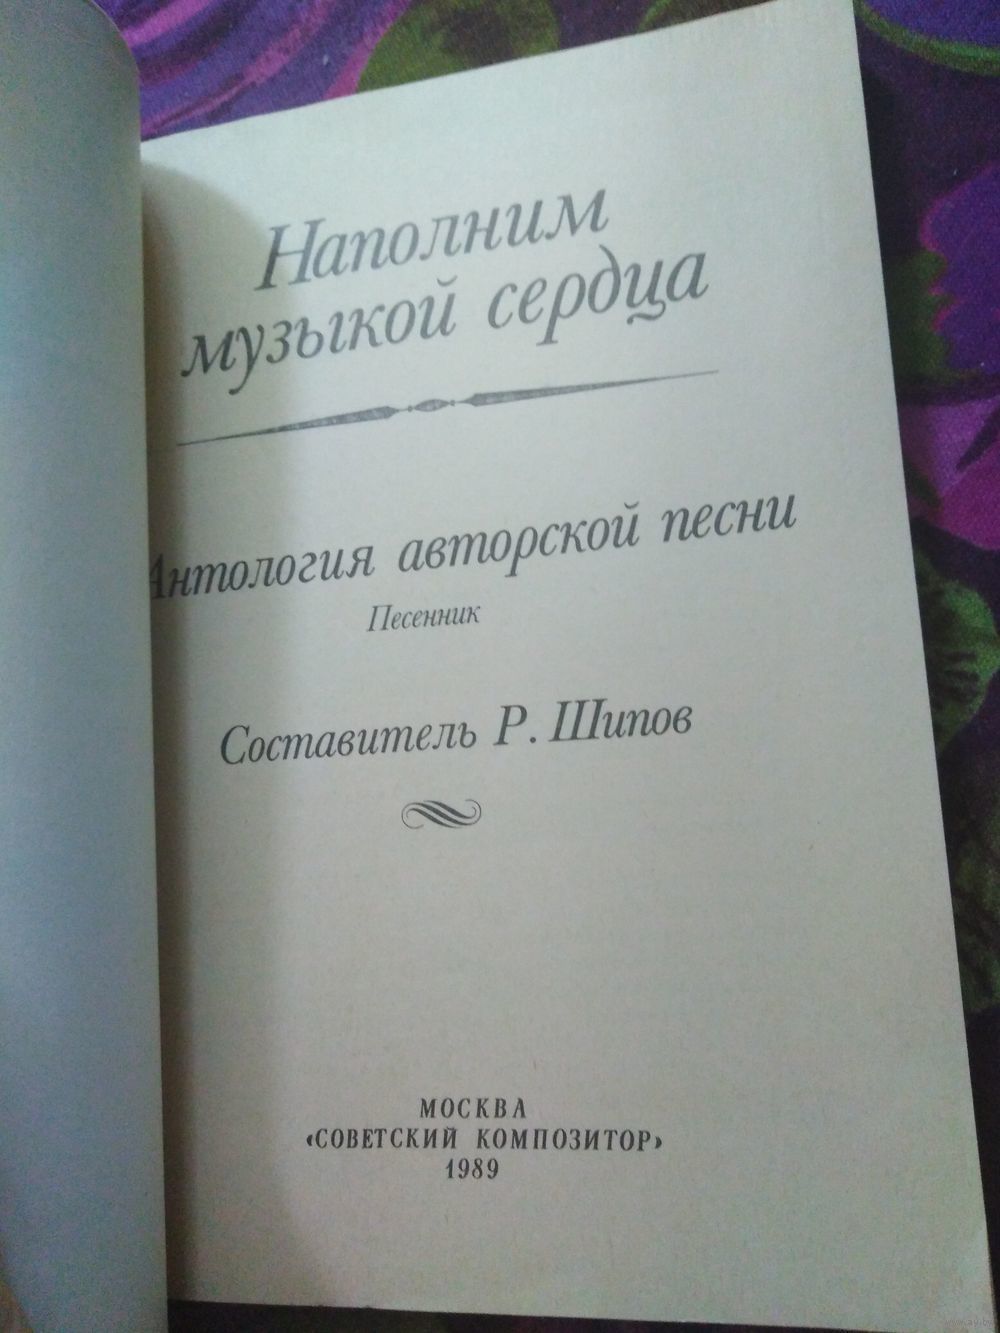 Наполним
музыкой сердца
Антология авторской песни
Песенник
Составитель Р. Шипов
МОСКВА
«СОВЕТСКИЙ КОМПОЗИТОР»
1989